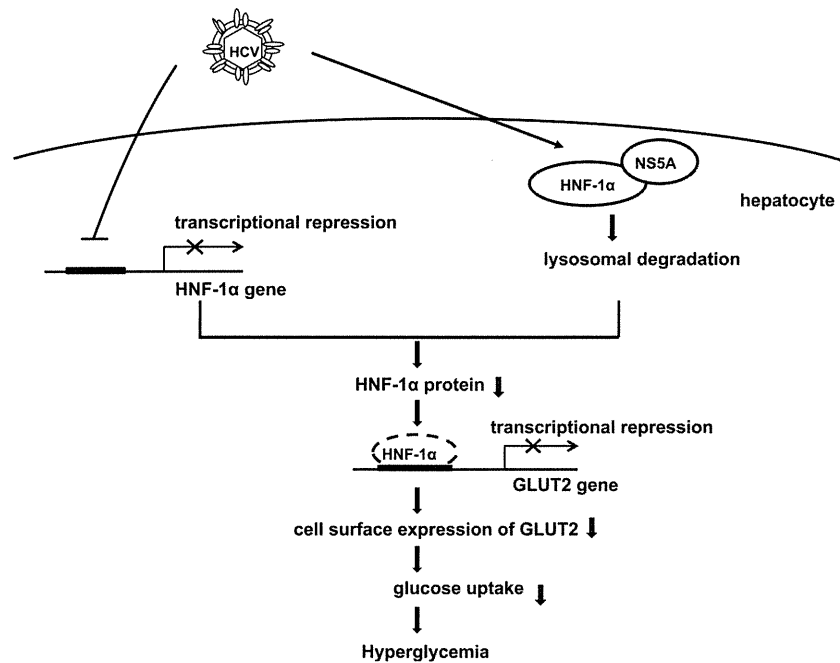 HCV
NS5A
HNF-1α
hepatocyte
transcriptional repression
lysosomal degradation
HNF-1α gene
HNF-1α protein
transcriptional repression
HNF-1α
GLUT2 gene
cell surface expression of GLUT2
glucose uptake
Hyperglycemia